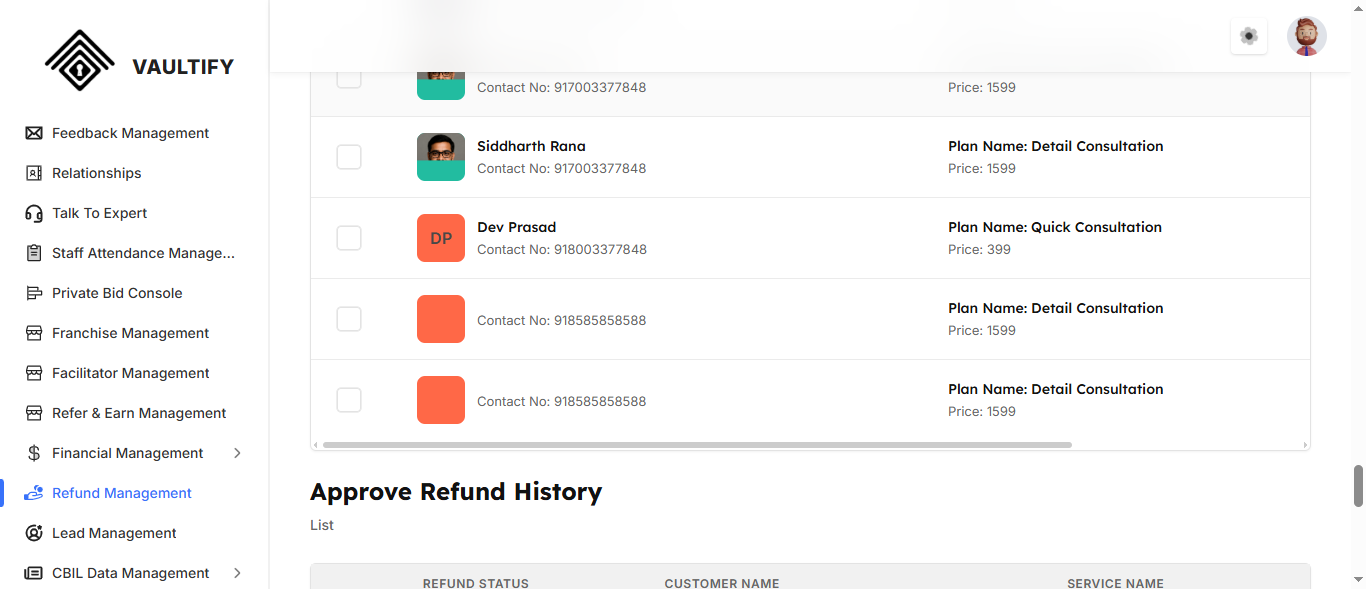 VAULTIFY
Feedback Management
Relationships
Talk To Expert
Staff Attendance Manage...
Private Bid Console
Franchise Management
Facilitator Management
Refer & Earn Management
Financial Management
Refund Management
Lead Management
CBIL Data Management
Contact No: 917003377848
Price: 1599
Siddharth Rana
Contact No: 917003377848
Plan Name: Detail Consultation
Price: 1599
DP
Dev Prasad
Contact No: 918003377848
Plan Name: Quick Consultation
Price: 399
Contact No: 918585858588
Plan Name: Detail Consultation
Price: 1599
Contact No: 918585858588
Plan Name: Detail Consultation
Price: 1599
Approve Refund History
List
REFUND STATUS
CUSTOMER NAME
SERVICE NAME